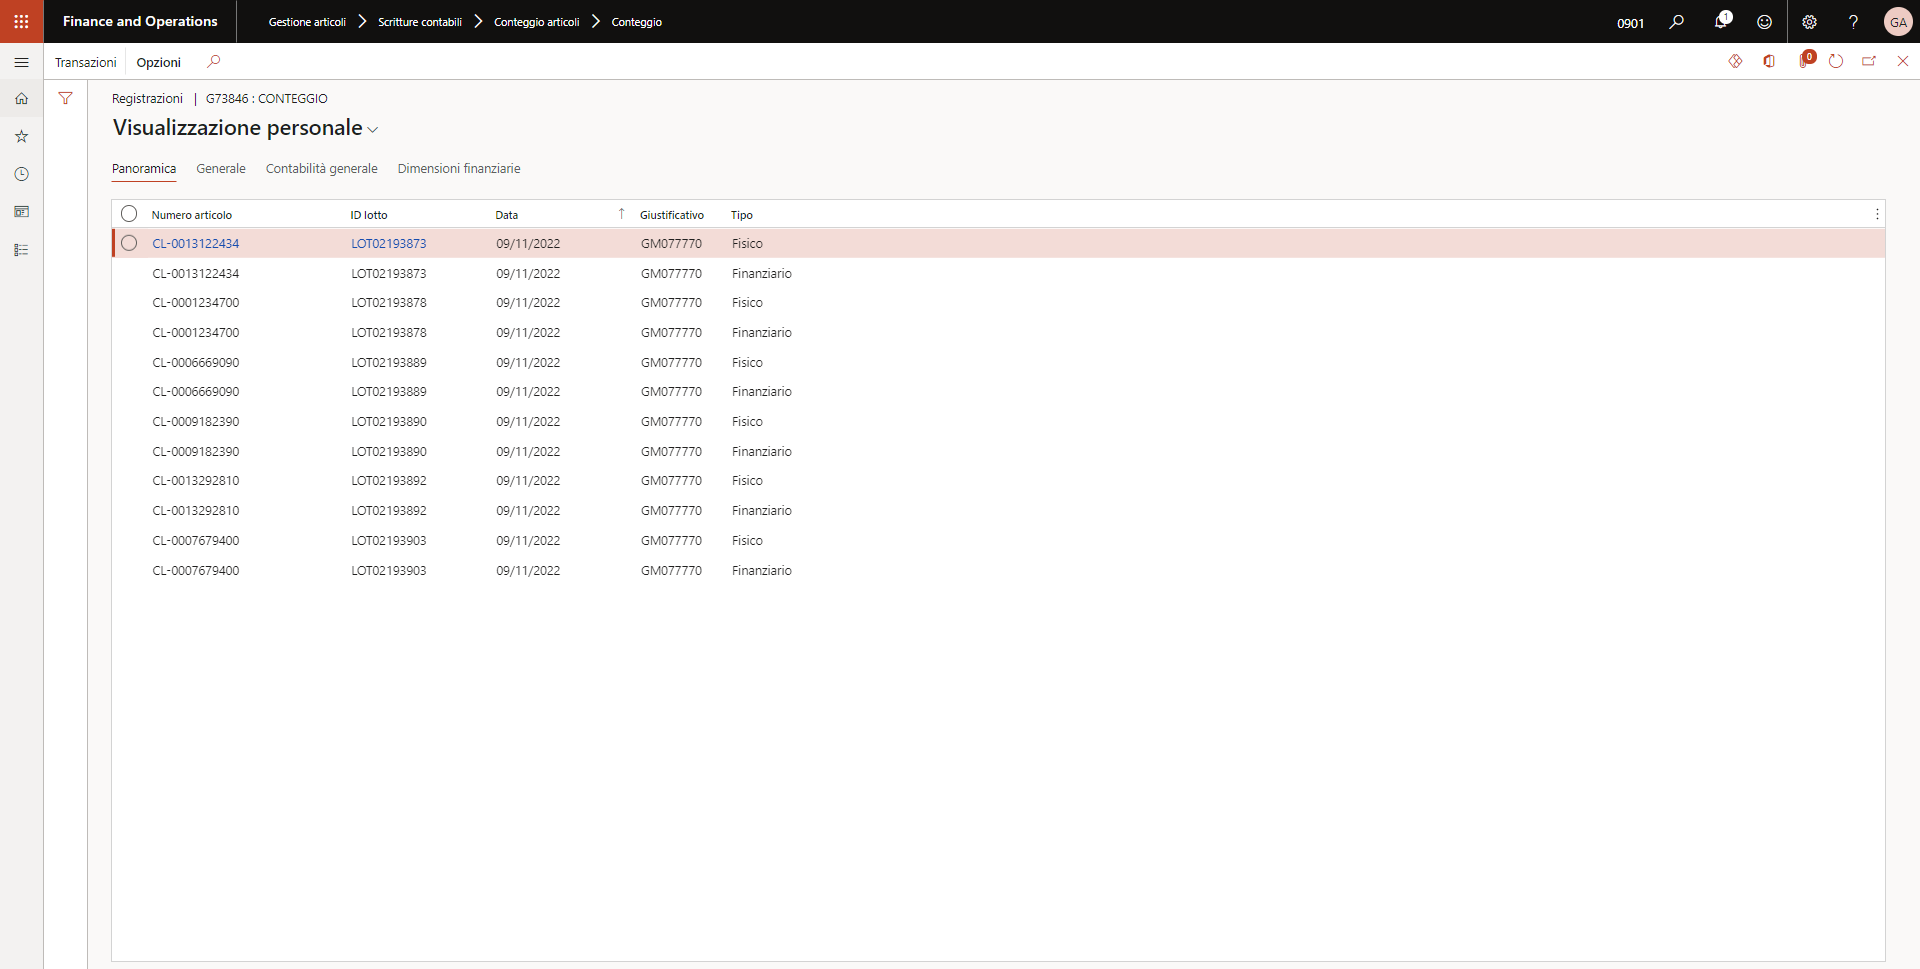 Finance and Operations Gestione articoli Scritture contabili Conteggio articoli Conteggio 0901 1 ? GA
Transazioni Opzioni 0
Registrazioni | G73846 : CONTEGGIO
Visualizzazione personale
Panoramica Generale Contabilità generale Dimensioni finanziarie
Numero articolo ID lotto Data Giustificativo Tipo
CL-0013122434 LOT02193873 09/11/2022 GM077770 Fisico
CL-0013122434 LOT02193873 09/11/2022 GM077770 Finanziario
CL-0001234700 LOT02193878 09/11/2022 GM077770 Fisico
CL-0001234700 LOT02193878 09/11/2022 GM077770 Finanziario
CL-0006669090 LOT02193889 09/11/2022 GM077770 Fisico
CL-0006669090 LOT02193889 09/11/2022 GM077770 Finanziario
CL-0009182390 LOT02193890 09/11/2022 GM077770 Fisico
CL-0009182390 LOT02193890 09/11/2022 GM077770 Finanziario
CL-0013292810 LOT02193892 09/11/2022 GM077770 Fisico
CL-0013292810 LOT02193892 09/11/2022 GM077770 Finanziario
CL-0007679400 LOT02193903 09/11/2022 GM077770 Fisico
CL-0007679400 LOT02193903 09/11/2022 GM077770 Finanziario